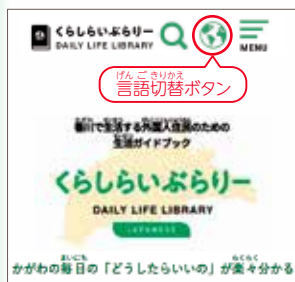 くらしらいぶらりー
DAILY LIFE LIBRARY
MENU
げんごきりかえ
言語切替ボタン
香川で生活する外国人住民のための
生活ガイドブック
くらしらいぶらりー
DAILY LIFE LIBRARY
JAPANESE
まいにち らくらく
かがわの毎日の「どうしたらいいの」が楽々分かる